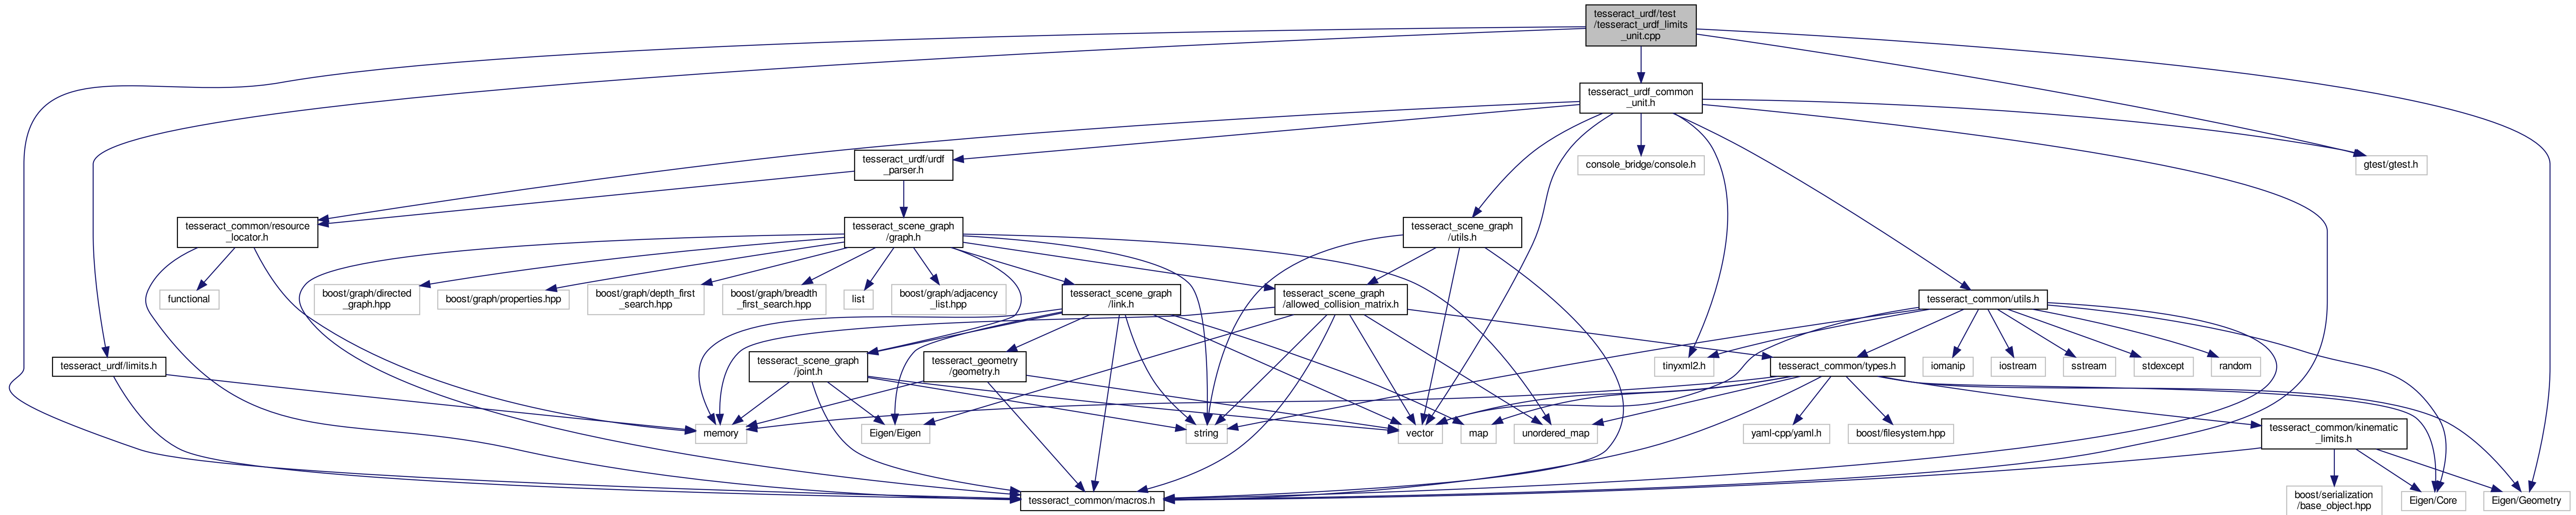 tesseract_urdf/test
/tesseract_urdf_limits
_unit.cpp
tesseract_urdf_common
_unit.h
tesseract_urdf/urdf
_parser.h
console_bridge/console.h
gtest/gtest.h
tesseract_common/resource
_locator.h
tesseract_scene_graph
/graph.h
tesseract_scene_graph
/utils.h
functional
boost/graph/directed
_graph.hpp
boost/graph/properties.hpp
boost/graph/depth_first
_search.hpp
boost/graph/breadth
_first_search.hpp
list
boost/graph/adjacency
_list.hpp
tesseract_scene_graph
/link.h
tesseract_scene_graph
/allowed_collision_matrix.h
tesseract_common/utils.h
tesseract_urdf/limits.h
tesseract_scene_graph
/joint.h
tesseract_geometry
/geometry.h
tinyxml2.h
tesseract_common/types.h
iomanip
iostream
sstream
stdexcept
random
memory
Eigen/Eigen
string
vector
map
unordered_map
yaml-cpp/yaml.h
boost/filesystem.hpp
tesseract_common/kinematic
_limits.h
tesseract_common/macros.h
boost/serialization
/base_object.hpp
Eigen/Core
Eigen/Geometry